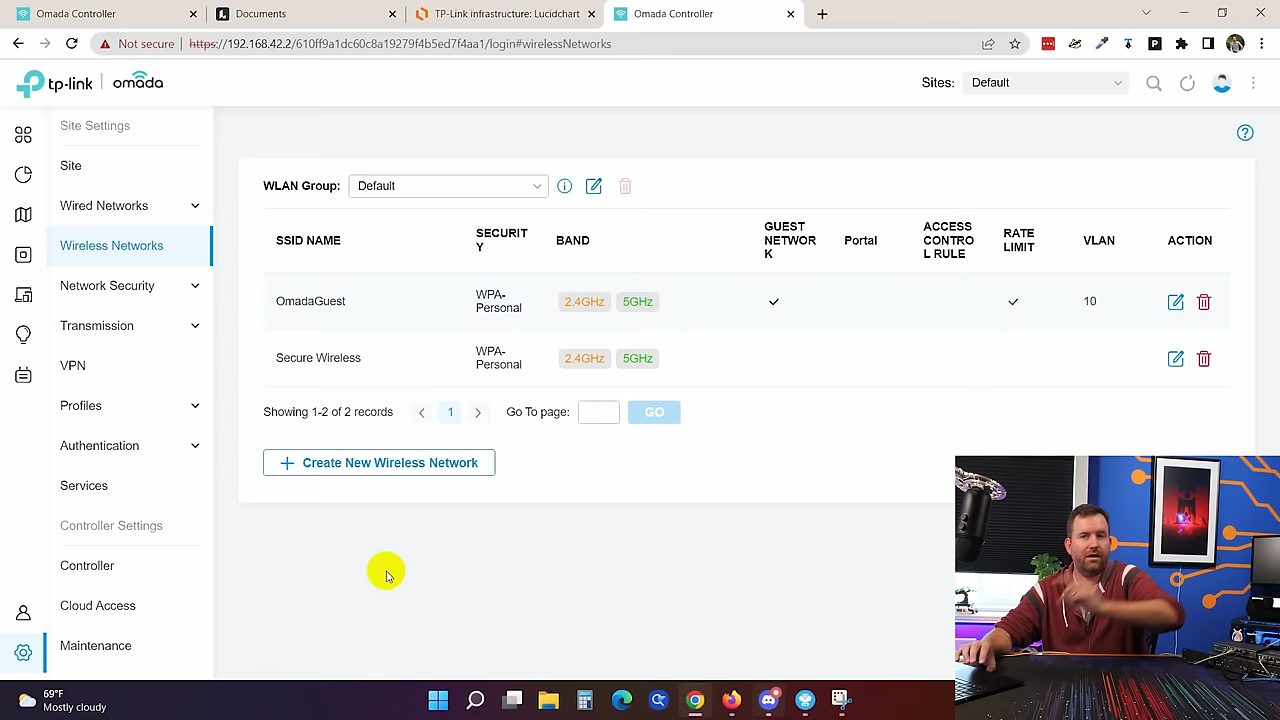 Omada Controller
Documents
TP-Link infrastructure: Lucidchart
Omada Controller
Not secure
https://192.168.42.2/610ff9a1dc60c8a19279f4b5ed7f4aa1/login#wirelessNetworks
tp-link | omada
Sites:
Default
Site Settings
Site
Wired Networks
Wireless Networks
Network Security
Transmission
VPN
Profiles
Authentication
Services
Controller Settings
Controller
Cloud Access
Maintenance
WLAN Group:
Default
SSID NAME
SECURIT
Y
BAND
GUEST
NETWOR
K
Portal
ACCESS
CONTRO
L RULE
RATE
LIMIT
VLAN
ACTION
OmadaGuest
WPA-
Personal
2.4GHz
5GHz
10
Secure Wireless
WPA-
Personal
2.4GHz
5GHz
Showing 1-2 of 2 records
1
Go To page:
GO
Create New Wireless Network
69°F
Mostly cloudy